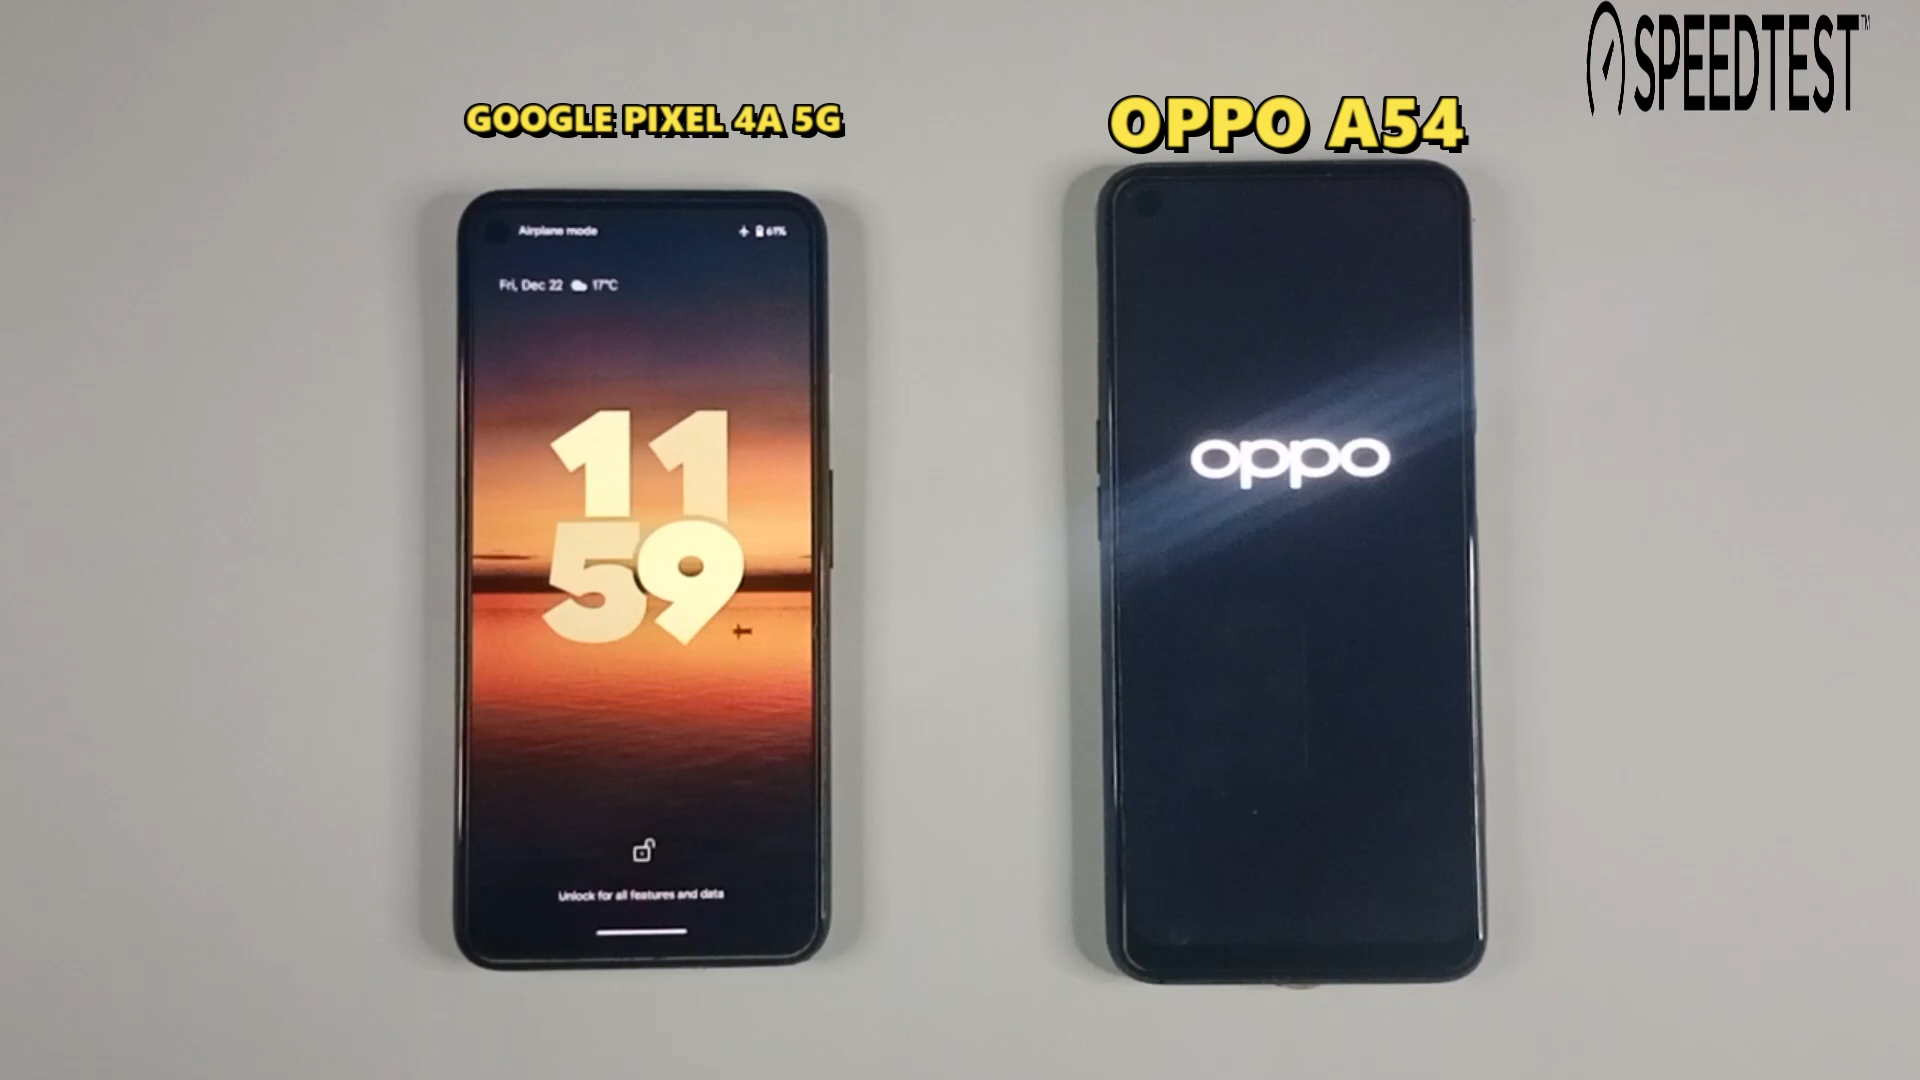 SPEEDTEST™
GOOGLE PIXEL 4A 5G
OPPO A54
Airplane mode
61%
Fri, Dec 22 17°C
11
59
oppo
Unlock for all features and data